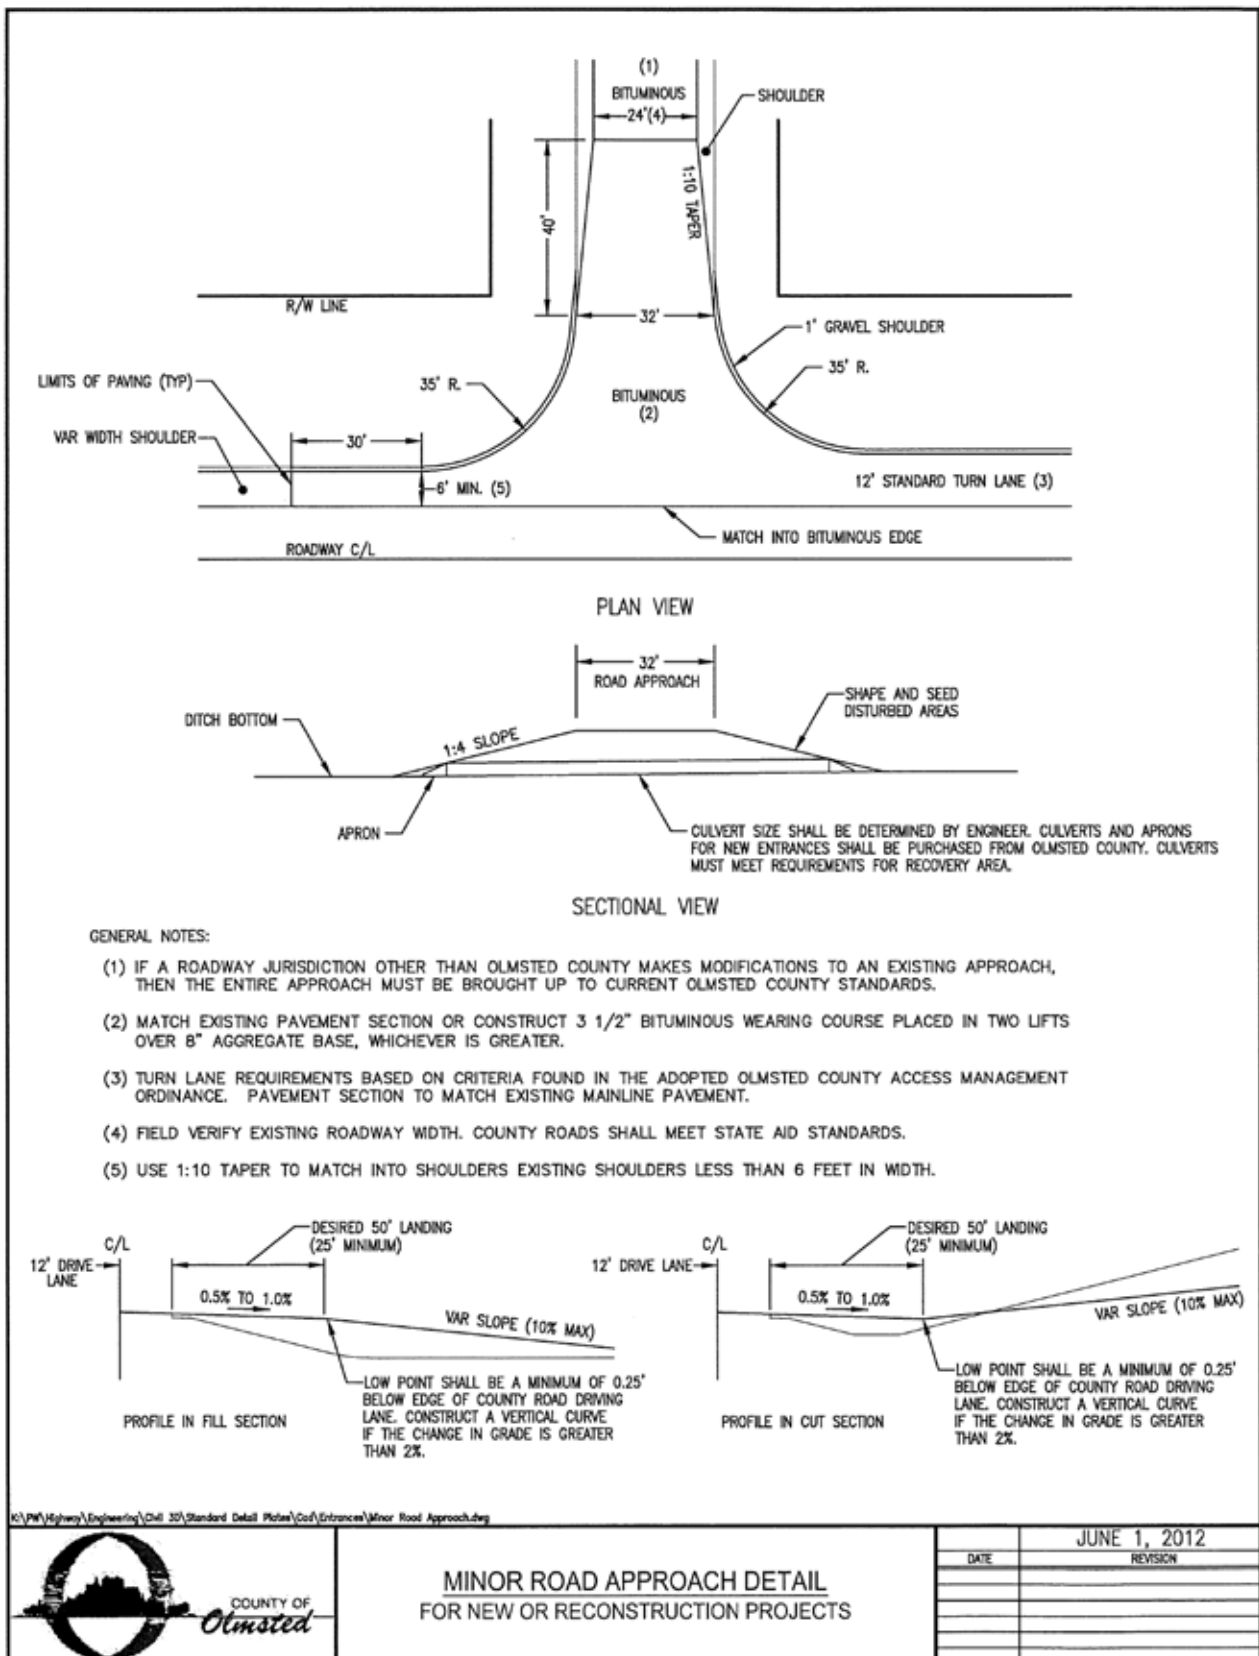 (1)
BITUMINOUS
24'(4)
SHOULDER
1:10 TAPER
40'
R/W LINE
32'
1' GRAVEL SHOULDER
LIMITS OF PAVING (TYP)
35' R.
35' R.
BITUMINOUS
(2)
VAR WIDTH SHOULDER
30'
6' MIN. (5)
12' STANDARD TURN LANE (3)
MATCH INTO BITUMINOUS EDGE
ROADWAY C/L
PLAN VIEW
32'
ROAD APPROACH
SHAPE AND SEED
DISTURBED AREAS
DITCH BOTTOM
1:4 SLOPE
APRON
CULVERT SIZE SHALL BE DETERMINED BY ENGINEER. CULVERTS AND APRONS
FOR NEW ENTRANCES SHALL BE PURCHASED FROM OLMSTED COUNTY. CULVERTS
MUST MEET REQUIREMENTS FOR RECOVERY AREA.
SECTIONAL VIEW
GENERAL NOTES:
(1) IF A ROADWAY JURISDICTION OTHER THAN OLMSTED COUNTY MAKES MODIFICATIONS TO AN EXISTING APPROACH,
THEN THE ENTIRE APPROACH MUST BE BROUGHT UP TO CURRENT OLMSTED COUNTY STANDARDS.
(2) MATCH EXISTING PAVEMENT SECTION OR CONSTRUCT 3 1/2" BITUMINOUS WEARING COURSE PLACED IN TWO LIFTS
OVER 8" AGGREGATE BASE, WHICHEVER IS GREATER.
(3) TURN LANE REQUIREMENTS BASED ON CRITERIA FOUND IN THE ADOPTED OLMSTED COUNTY ACCESS MANAGEMENT
ORDINANCE. PAVEMENT SECTION TO MATCH EXISTING MAINLINE PAVEMENT.
(4) FIELD VERIFY EXISTING ROADWAY WIDTH. COUNTY ROADS SHALL MEET STATE AID STANDARDS.
(5) USE 1:10 TAPER TO MATCH INTO SHOULDERS EXISTING SHOULDERS LESS THAN 6 FEET IN WIDTH.
C/L
DESIRED 50' LANDING
(25' MINIMUM)
12' DRIVE
LANE
0.5% TO 1.0%
VAR SLOPE (10% MAX)
LOW POINT SHALL BE A MINIMUM OF 0.25'
BELOW EDGE OF COUNTY ROAD DRIVING
LANE. CONSTRUCT A VERTICAL CURVE
IF THE CHANGE IN GRADE IS GREATER
THAN 2%.
PROFILE IN FILL SECTION
C/L
DESIRED 50' LANDING
(25' MINIMUM)
12' DRIVE LANE
0.5% TO 1.0%
VAR SLOPE (10% MAX)
LOW POINT SHALL BE A MINIMUM OF 0.25'
BELOW EDGE OF COUNTY ROAD DRIVING
LANE. CONSTRUCT A VERTICAL CURVE
IF THE CHANGE IN GRADE IS GREATER
THAN 2%.
PROFILE IN CUT SECTION
K:\PW\Highway\Engineering\Civil 3D\Standard Detail Plates\Cad\Entrances\Minor Road Approach.dwg
COUNTY OF
Olmsted
MINOR ROAD APPROACH DETAIL
FOR NEW OR RECONSTRUCTION PROJECTS
JUNE 1, 2012
DATE REVISION